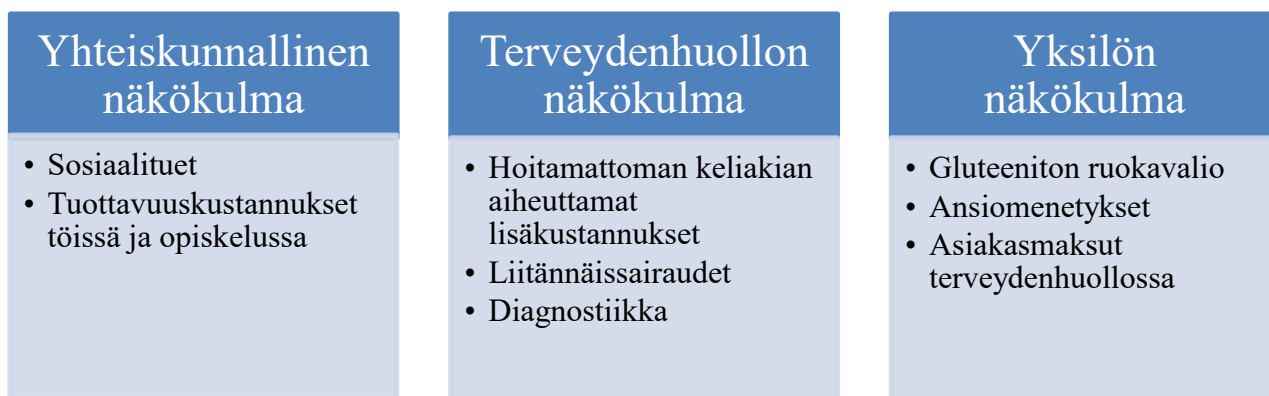 Yhteiskunnallinen
näkökulma
• Sosiaalituet
• Tuottavuuskustannukset
töissä ja opiskelussa
Terveydenhuollon
näkökulma
• Hoitamattoman keliakian
aiheuttamat
lisäkustannukset
• Liitännäissairaudet
• Diagnostiikka
Yksilön
näkökulma
• Gluteeniton ruokavalio
• Ansiomenetykset
• Asiakasmaksut
terveydenhuollossa